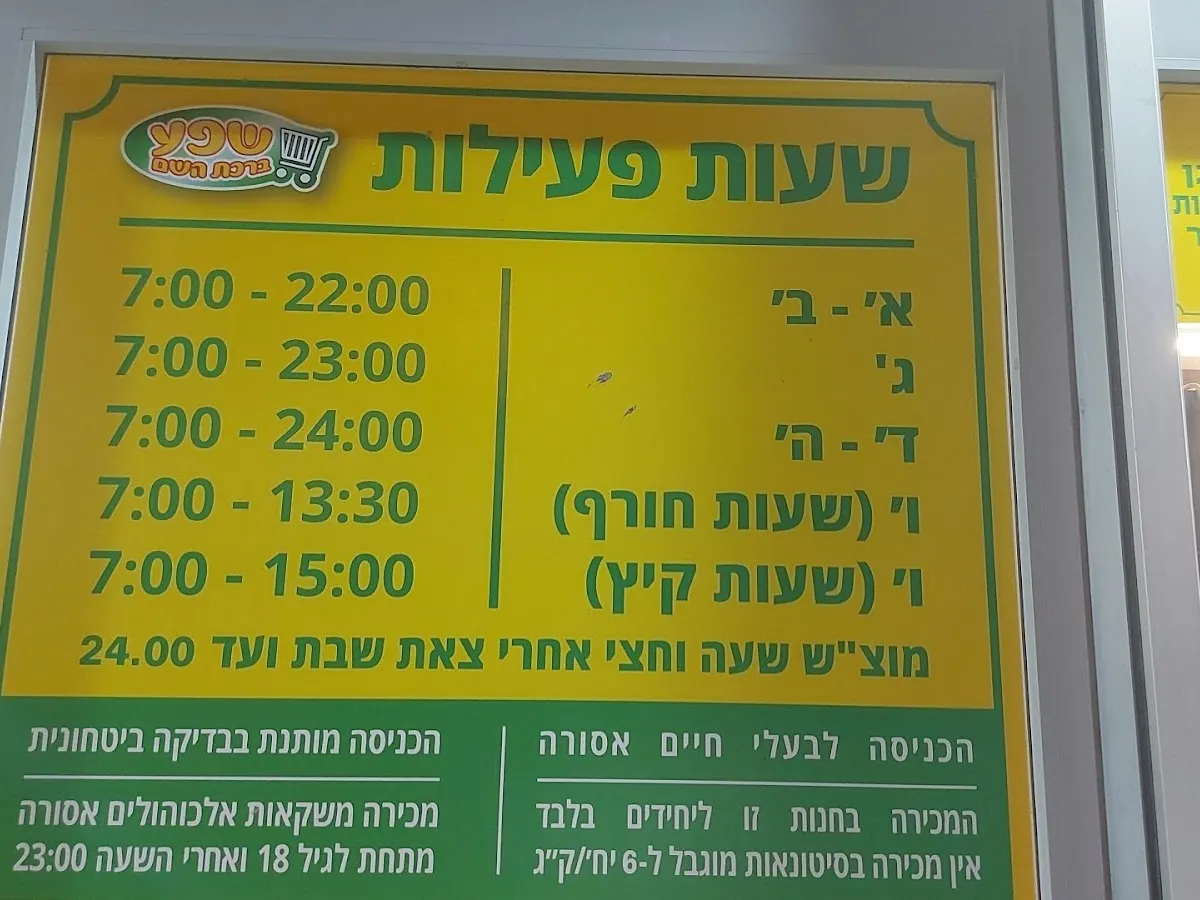 שעות פעילות
שפע
ברכת השם
א׳ - ב׳ 7:00 - 22:00
ג' 7:00 - 23:00
ד׳ - ה׳ 7:00 - 24:00
ו׳ (שעות חורף) 7:00 - 13:30
ו׳ (שעות קיץ) 7:00 - 15:00
מוצ"ש שעה וחצי אחרי צאת שבת ועד 24.00
הכניסה לבעלי חיים אסורה
המכירה בחנות זו ליחידים בלבד
אין מכירה בסיטונאות מוגבל ל-6 יח׳/ק״ג
הכניסה מותנת בבדיקה ביטחונית
מכירה משקאות אלכוהולים אסורה
מתחת לגיל 18 ואחרי השעה 23:00